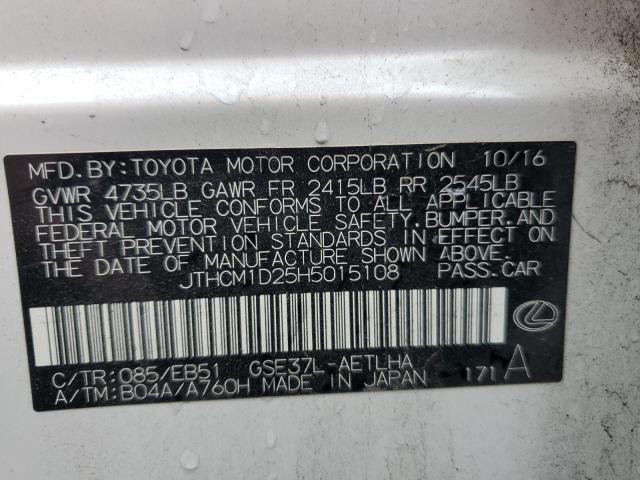 MFD. BY: TOYOTA MOTOR CORPORATION 10/16
GVWR 4735LB GAWR FR 2415LB RR 2545LB
THIS VEHICLE CONFORMS TO ALL APPLICABLE
FEDERAL MOTOR VEHICLE SAFETY, BUMPER, AND
THEFT PREVENTION STANDARDS IN EFFECT ON
THE DATE OF MANUFACTURE SHOWN ABOVE.
JTHCM1D25H5015108 PASS. CAR
C/TR: 085/EB51 GSE37L-AETLHA
A/TM: B04A/A760H MADE IN JAPAN 171 A